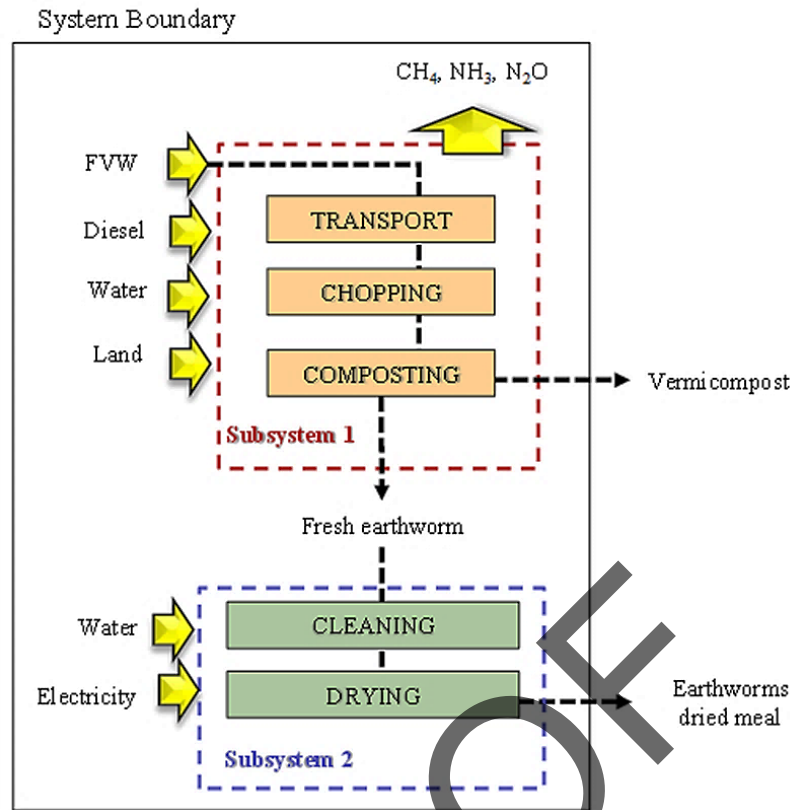 System Boundary
CH₄, NH₃, N₂O
FVW
TRANSPORT
Diesel
Water
CHOPPING
Land
COMPOSTING
Vermicompost
Subsystem 1
Fresh earthworm
Water
CLEANING
Electricity
DRYING
Earthworms
dried meal
Subsystem 2
OF